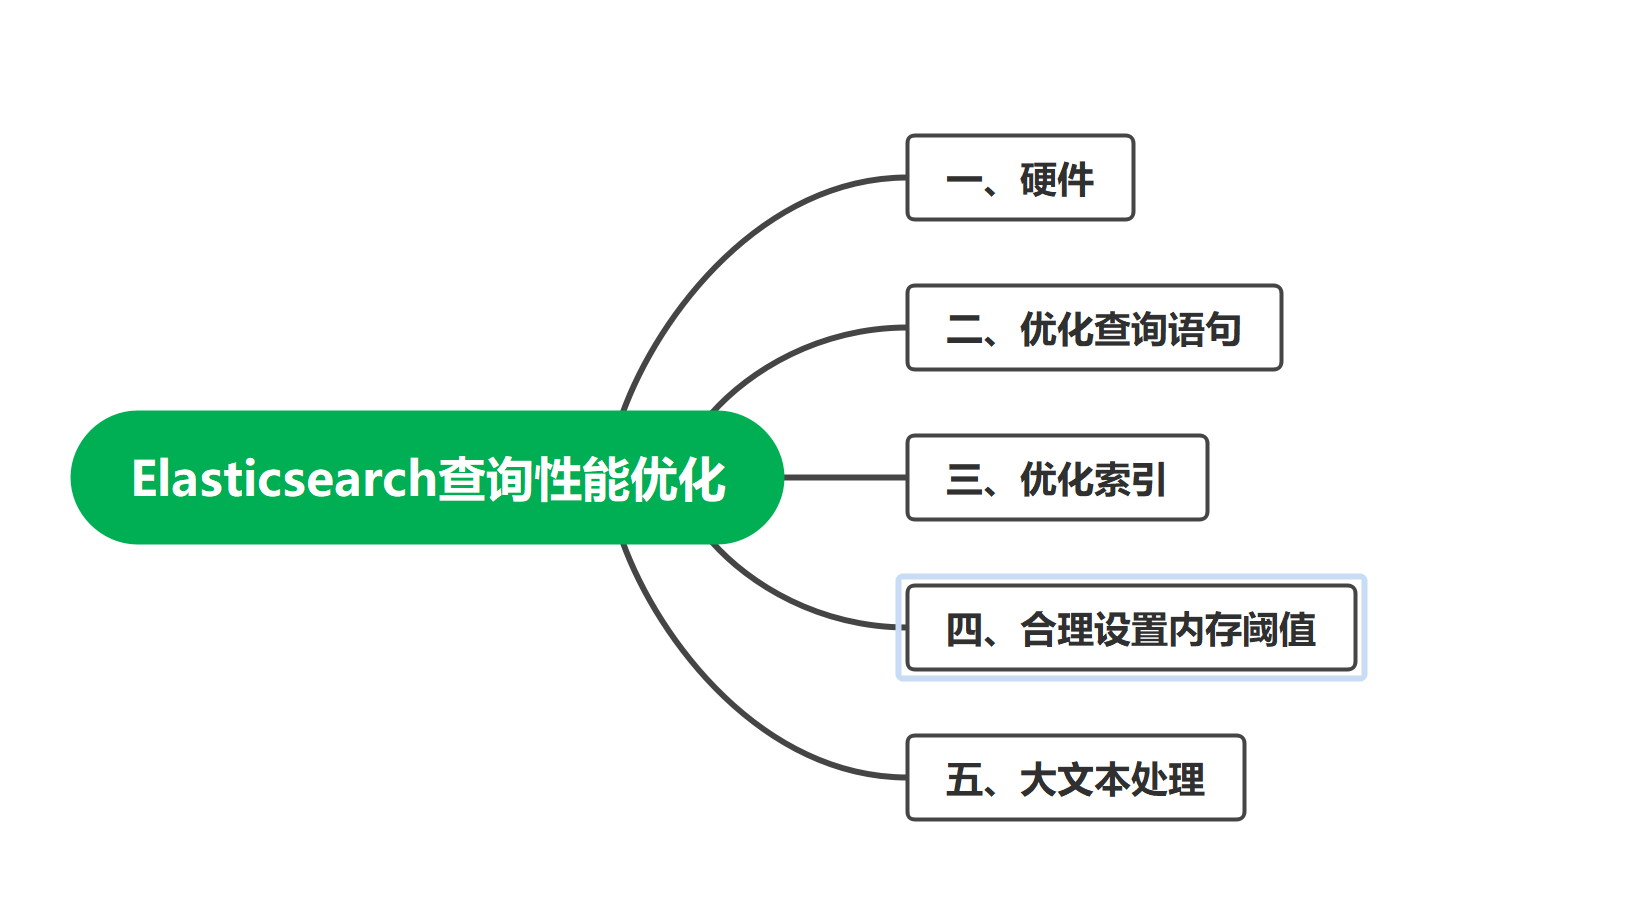 一、硬件
二、优化查询语句
Elasticsearch查询性能优化
三、优化索引
四、合理设置内存阈值
五、大文本处理